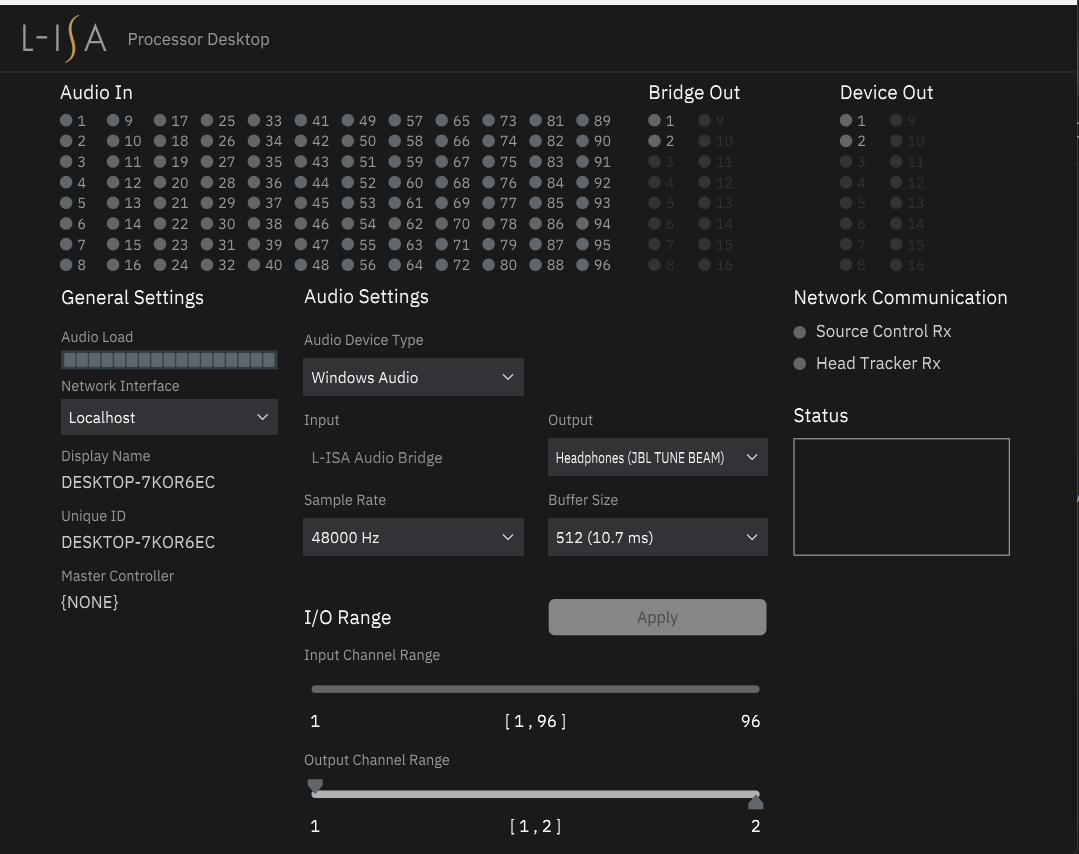 L-ISA Processor Desktop
Audio In Bridge Out Device Out
1 9 17 25 33 41 49 57 65 73 81 89 1 9 1 9
2 10 18 26 34 42 50 58 66 74 82 90 2 10 2 10
3 11 19 27 35 43 51 59 67 75 83 91 3 11 3 11
4 12 20 28 36 44 52 60 68 76 84 92 4 12 4 12
5 13 21 29 37 45 53 61 69 77 85 93 5 13 5 13
6 14 22 30 38 46 54 62 70 78 86 94 6 14 6 14
7 15 23 31 39 47 55 63 71 79 87 95 7 15 7 15
8 16 24 32 40 48 56 64 72 80 88 96 8 16 8 16
General Settings
Audio Load
Network Interface
Localhost
Display Name
DESKTOP-7KOR6EC
Unique ID
DESKTOP-7KOR6EC
Master Controller
{NONE}
Audio Settings
Audio Device Type
Windows Audio
Input Output
L-ISA Audio Bridge Headphones (JBL TUNE BEAM)
Sample Rate Buffer Size
48000 Hz 512 (10.7 ms)
I/O Range Apply
Input Channel Range
1 [1,96] 96
Output Channel Range
1 [1,2] 2
Network Communication
Source Control Rx
Head Tracker Rx
Status